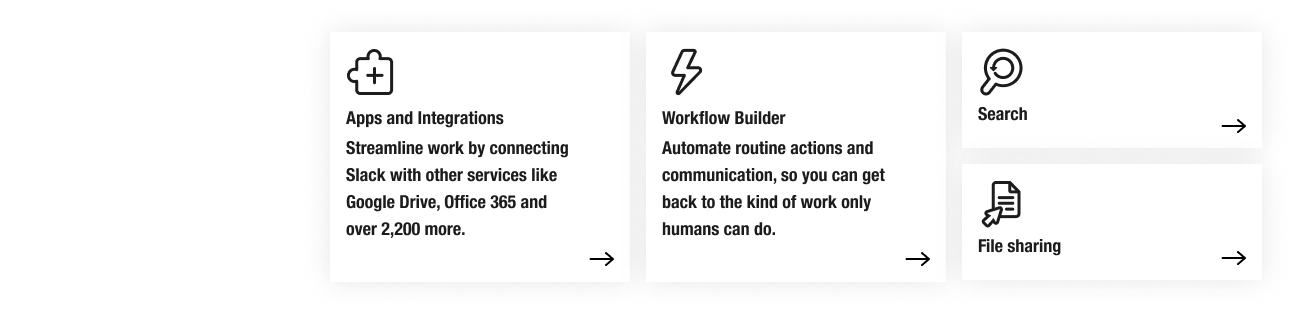 Apps and Integrations
Streamline work by connecting
Slack with other services like
Google Drive, Office 365 and
over 2,200 more.
Workflow Builder
Automate routine actions and
communication, so you can get
back to the kind of work only
humans can do.
Search
File sharing